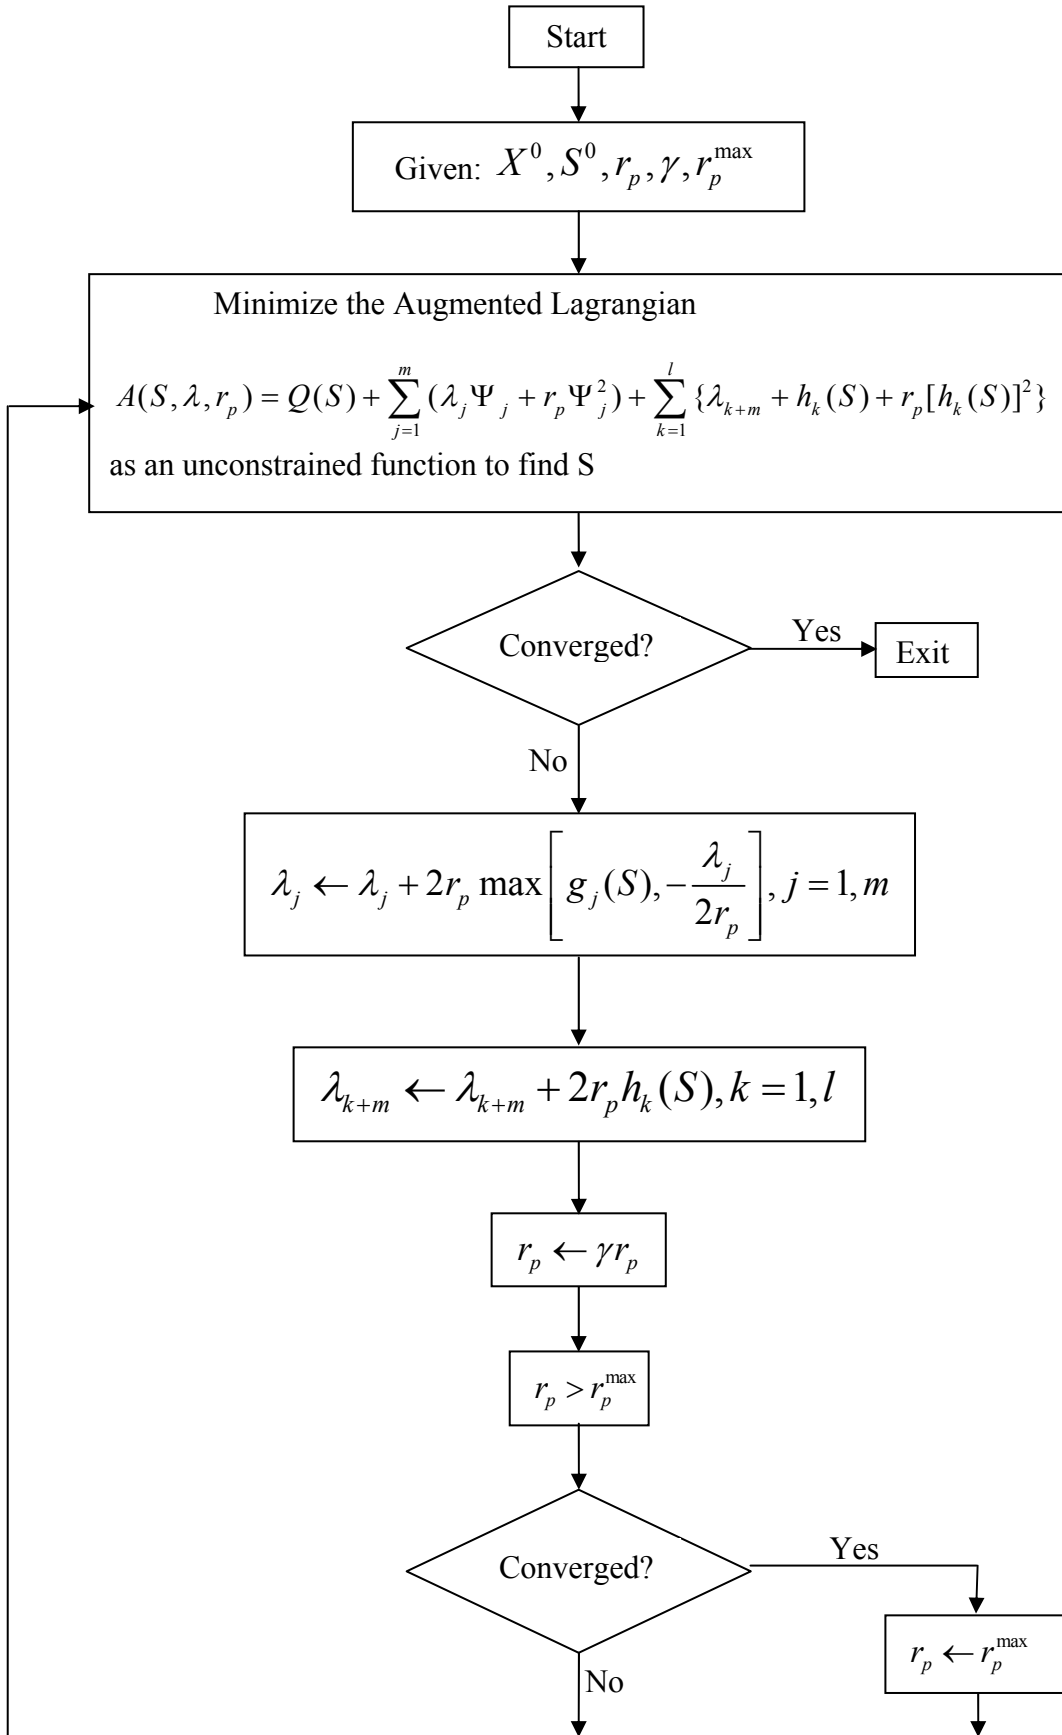 Start
Given: X^0, S^0, r_p, γ, r_p^max
Minimize the Augmented Lagrangian
A(S, λ, r_p) = Q(S) + ∑_{j=1}^{m} (λ_j Ψ_j + r_p Ψ_j^2) + ∑_{k=1}^{l} {λ_{k+m} + h_k(S) + r_p[h_k(S)]^2}
as an unconstrained function to find S
Converged?
Yes
Exit
No
λ_j ← λ_j + 2r_p max[g_j(S), -λ_j/2r_p], j = 1, m
λ_{k+m} ← λ_{k+m} + 2r_p h_k(S), k = 1, l
r_p ← γr_p
r_p > r_p^max
Converged?
Yes
r_p ← r_p^max
No